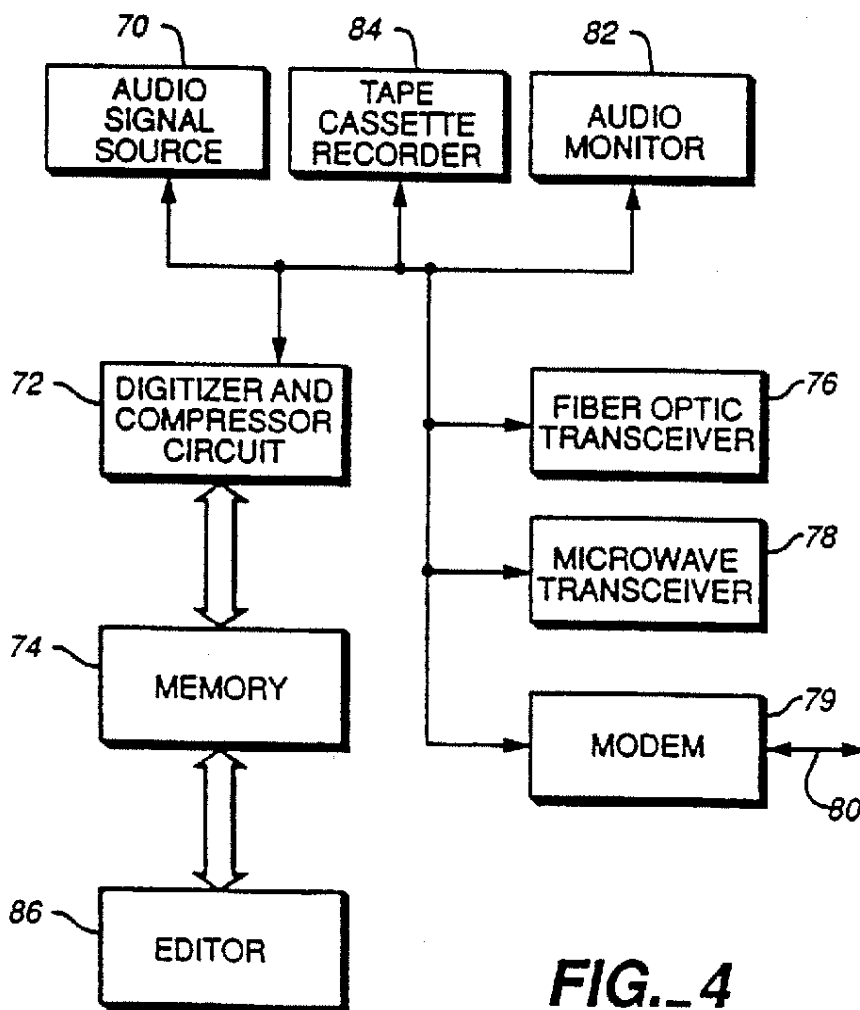 70
84
82
AUDIO
SIGNAL
SOURCE
TAPE
CASSETTE
RECORDER
AUDIO
MONITOR
72
DIGITIZER AND
COMPRESSOR
CIRCUIT
76
FIBER OPTIC
TRANSCEIVER
78
MICROWAVE
TRANSCEIVER
74
MEMORY
79
MODEM
80
86
EDITOR
FIG._4